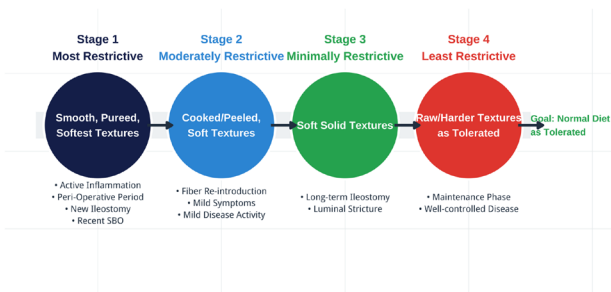 Stage 1
Most Restrictive
Stage 2
Moderately Restrictive
Stage 3
Minimally Restrictive
Stage 4
Least Restrictive
Smooth, Pureed,
Softest Textures
Cooked/Peeled,
Soft Textures
Soft Solid Textures
Raw/Harder Textures
as Tolerated
Goal: Normal Diet
as Tolerated
• Active Inflammation
• Peri-Operative Period
• New Ileostomy
• Recent SBO
• Fiber Re-introduction
• Mild Symptoms
• Mild Disease Activity
• Long-term Ileostomy
• Luminal Stricture
• Maintenance Phase
• Well-controlled Disease